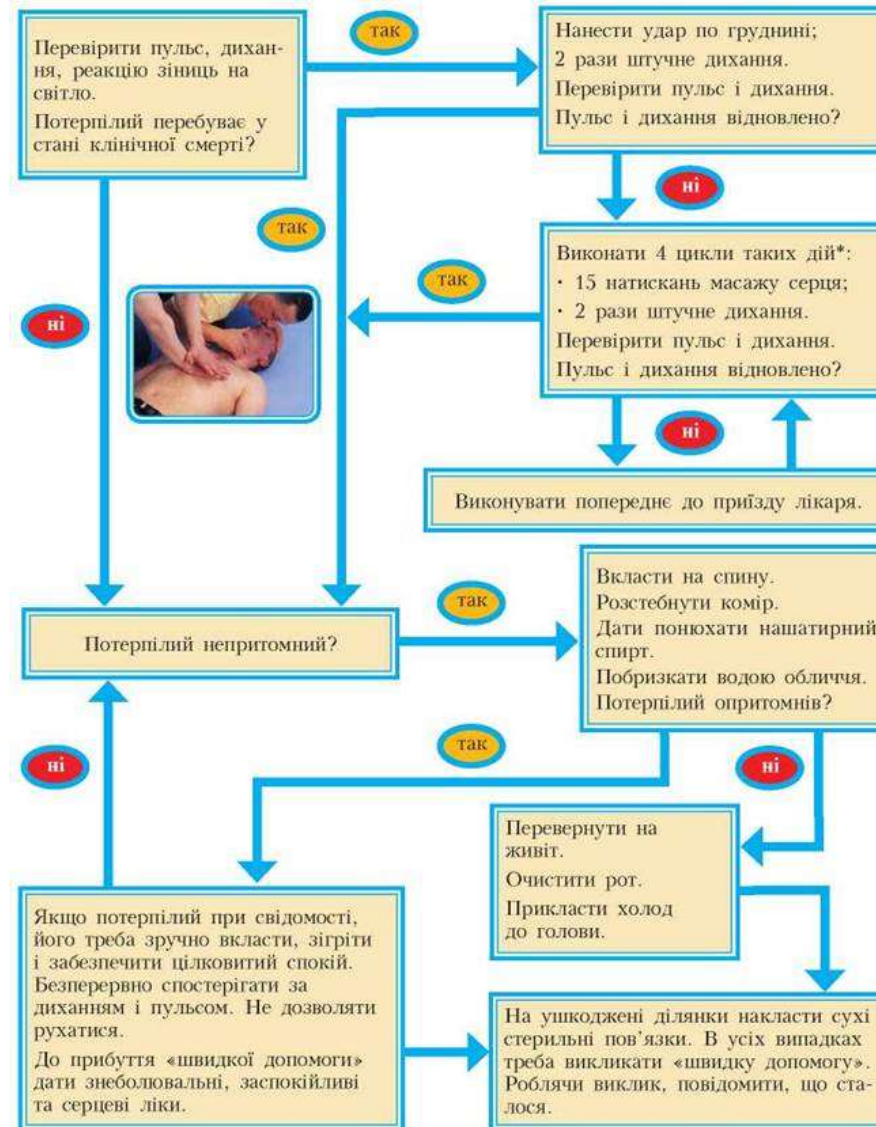 Перевірити пульс, дихан-
ня, реакцію зіниць на
світло.
Потерпілий перебуває у
стані клінічної смерті?
так
Нанести удар по груднині;
2 рази штучне дихання.
Перевірити пульс і дихання.
Пульс і дихання відновлено?
ні
так
Виконати 4 цикли таких дій*:
· 15 натискань масажу серця;
· 2 рази штучне дихання.
Перевірити пульс і дихання.
Пульс і дихання відновлено?
так
ні
ні
Виконувати попереднє до приїзду лікаря.
Потерпілий непритомний?
так
Вкласти на спину.
Розстебнути комір.
Дати понюхати нашатирний
спирт.
Побризкати водою обличчя.
Потерпілий опритомнів?
так
ні
ні
Перевернути на
живіт.
Очистити рот.
Прикласти холод
до голови.
Якщо потерпілий при свідомості,
його треба зручно вкласти, зігріти
і забезпечити цілковитий спокій.
Безперервно спостерігати за
диханням і пульсом. Не дозволяти
рухатися.
До прибуття «швидкої допомоги»
дати знеболювальні, заспокійливі
та серцеві ліки.
На ушкоджені ділянки накласти сухі
стерильні пов’язки. В усіх випадках
треба викликати «швидку допомогу».
Роблячи виклик, повідомити, що ста-
лося.